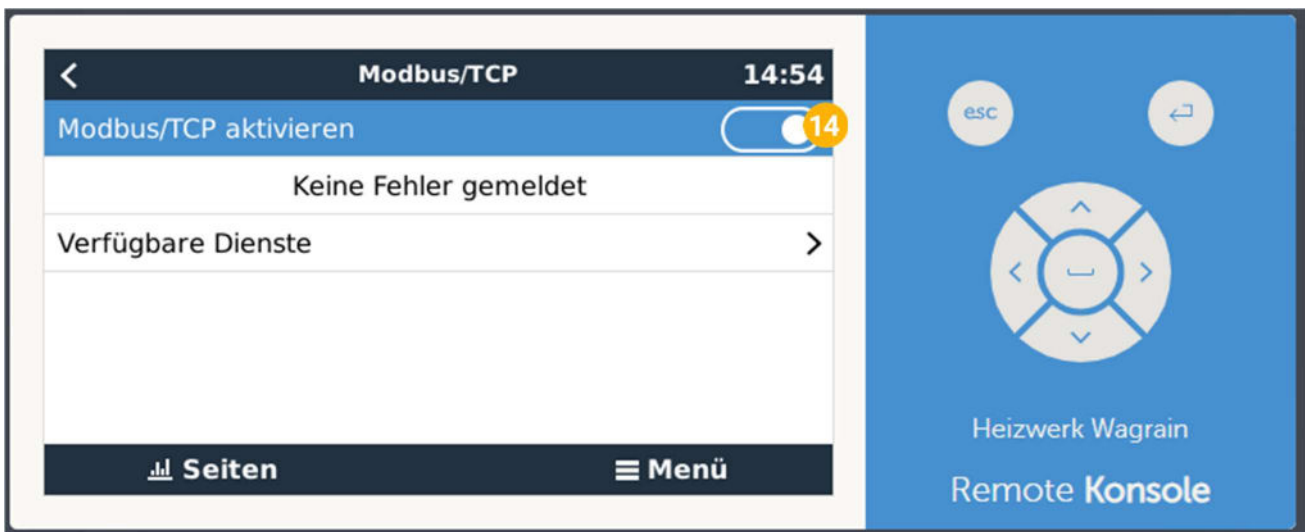 Modbus/TCP 14:54
Modbus/TCP aktivieren 14
Keine Fehler gemeldet
Verfügbare Dienste
Seiten Menü
esc
Heizwerk Wagrain
Remote Konsole